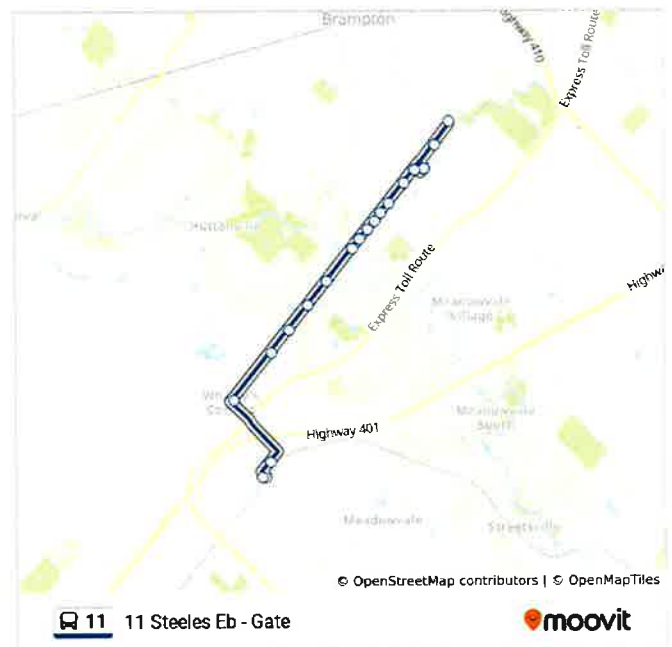 Brampton
Highway 410
Express Toll Route
Huttonville
Express Toll Route
Meadowvale
Village
Highw
Highway 401
Meadowvale
South
Meadowvale
Streetsville
© OpenStreetMap contributors | © OpenMapTiles
11 11 Steeles Eb - Gate
moovit